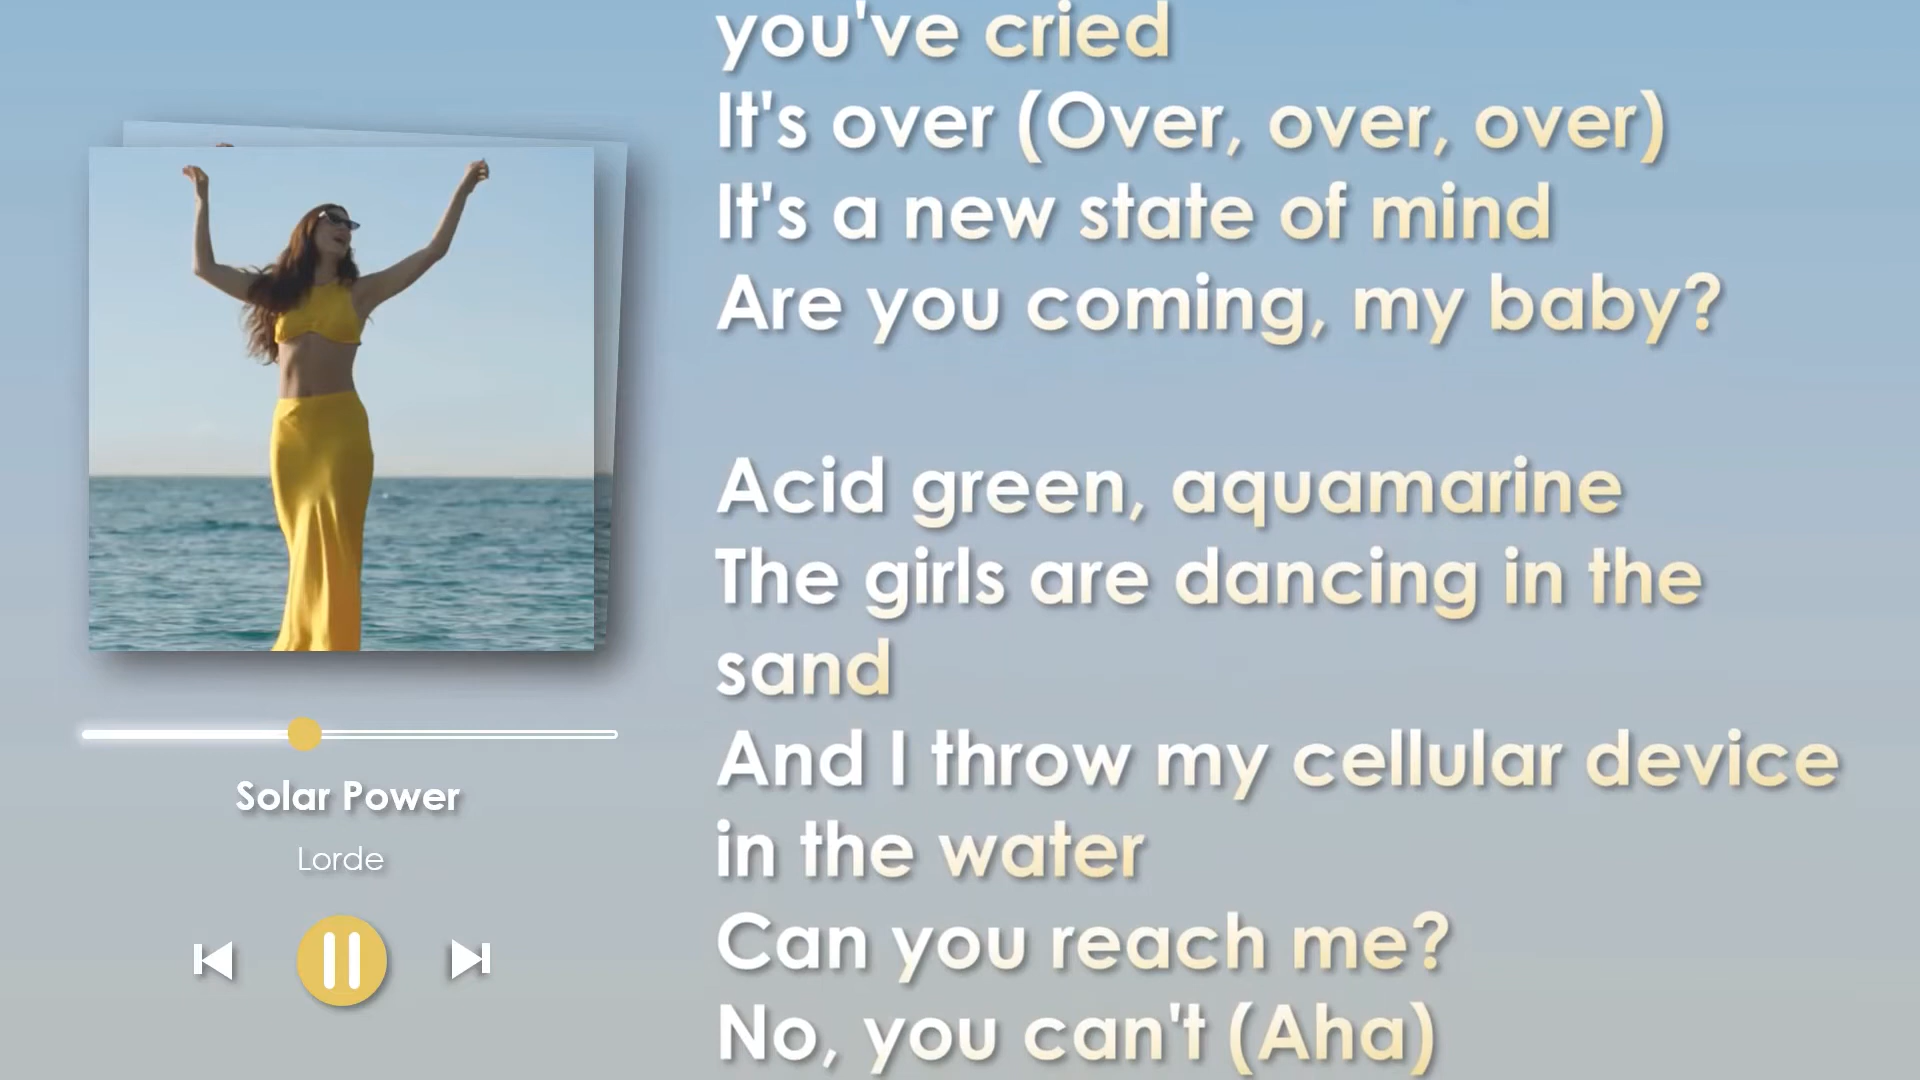 you've cried
It's over (Over, over, over)
It's a new state of mind
Are you coming, my baby?
Acid green, aquamarine
The girls are dancing in the
sand
And I throw my cellular device
in the water
Can you reach me?
No, you can't (Aha)
Solar Power
Lorde